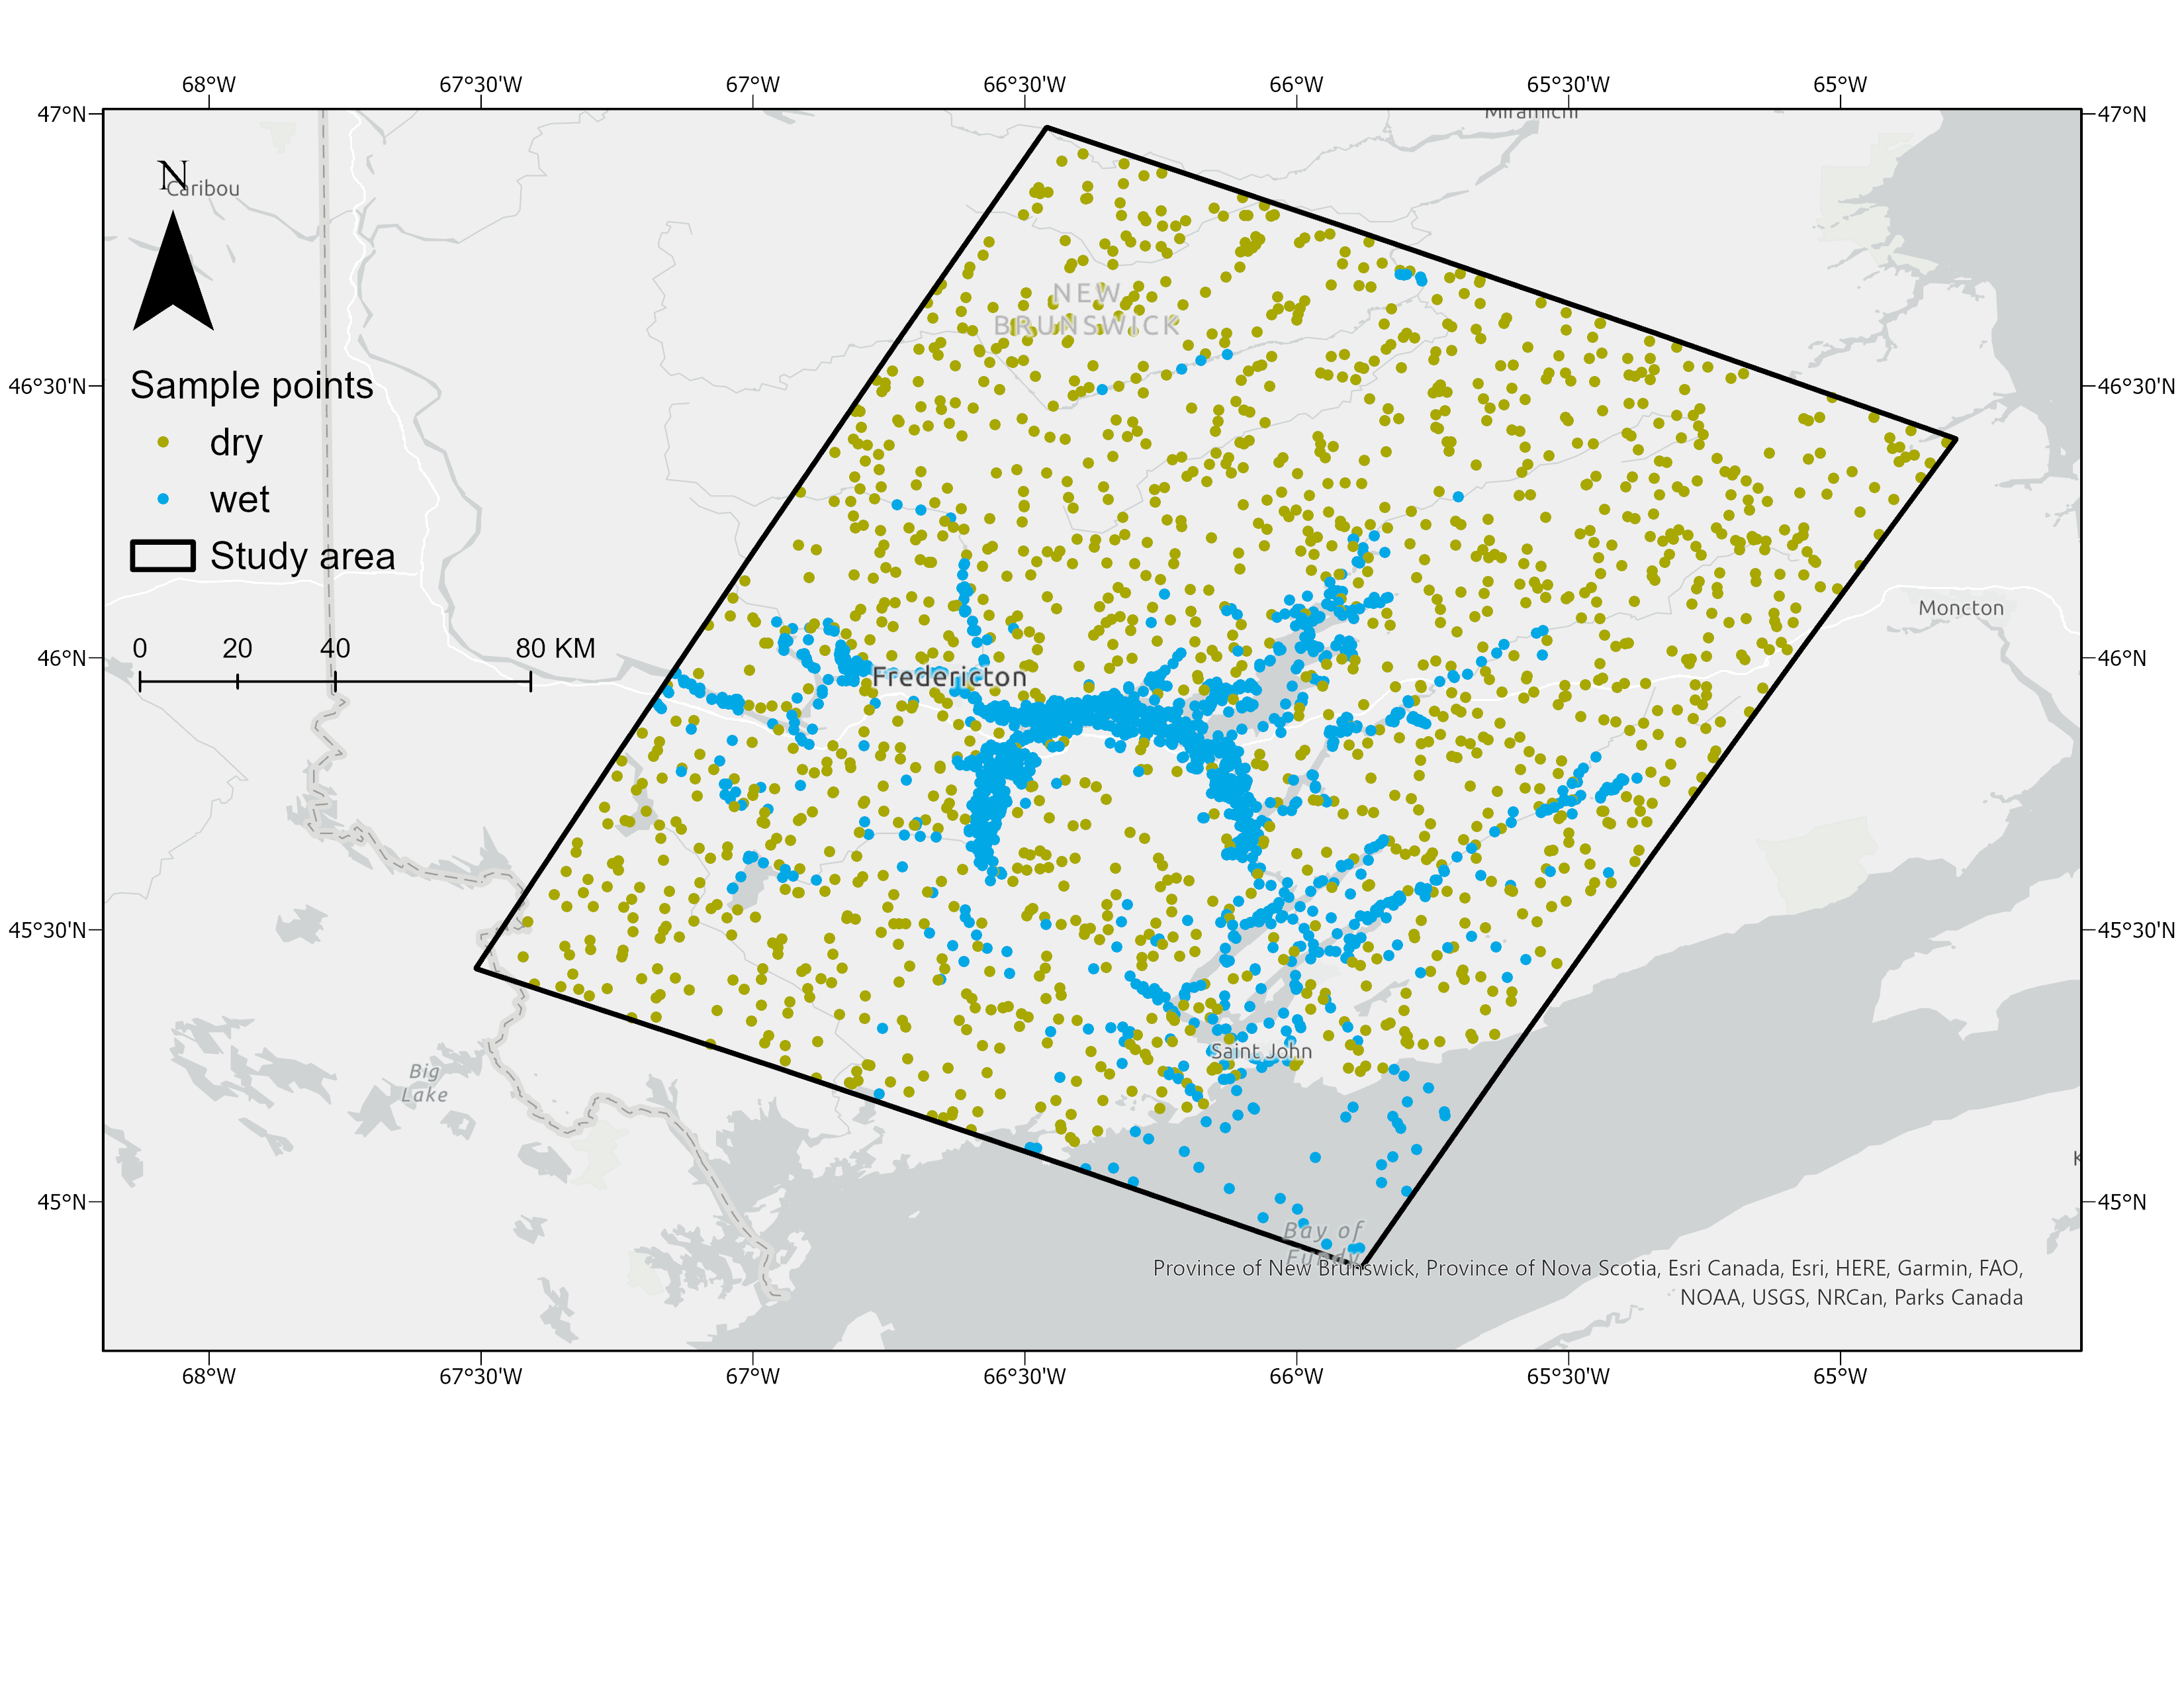 68°W 67°30'W 67°W 66°30'W 66°W 65°30'W 65°W
47°N 47°N
Miramichi
N
Caribou
NEW
BRUNSWICK
46°30'N 46°30'N
Sample points
dry
wet
Study area
Moncton
0 20 40 80 KM
46°N 46°N
Fredericton
45°30'N 45°30'N
Saint John
Big
Lake
45°N 45°N
Bay of
Fundy
Province of New Brunswick, Province of Nova Scotia, Esri Canada, Esri, HERE, Garmin, FAO,
NOAA, USGS, NRCan, Parks Canada
68°W 67°30'W 67°W 66°30'W 66°W 65°30'W 65°W